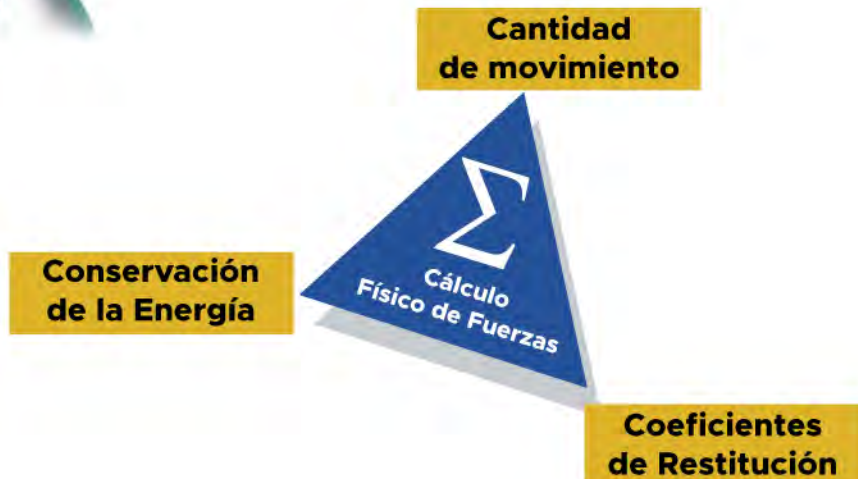 Cantidad
de movimiento
Σ
Cálculo
Físico de Fuerzas
Conservación
de la Energía
Coeficientes
de Restitución